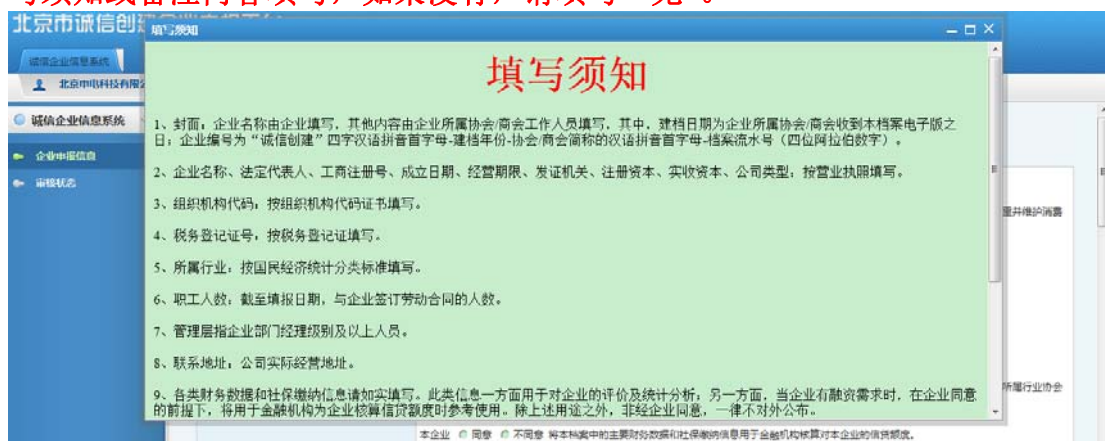 北京市诚信创
填写须知
诚信企业信息系统
北京中电科技有限
填写须知
诚信企业信息系统
企业申报信息
审核状态
1、封面：企业名称由企业填写，其他内容由企业所属协会/商会工作人员填写，其中，建档日期为企业所属协会/商会收到本档案电子版之
日；企业编号为“诚信创建”四字汉语拼音首字母-建档年份-协会/商会简称的汉语拼音首字母-档案流水号（四位阿拉伯数字）。
2、企业名称、法定代表人、工商注册号、成立日期、经营期限、发证机关、注册资本、实收资本、公司类型：按营业执照填写。
3、组织机构代码：按组织机构代码证书填写。
4、税务登记证号，按税务登记证填写。
5、所属行业：按国民经济统计分类标准填写。
6、职工人数：截至填报日期，与企业签订劳动合同的人数。
7、管理层指企业部门经理级别及以上人员。
8、联系地址：公司实际经营地址。
9、各类财务数据和社保缴纳信息请如实填写。此类信息一方面用于对企业的评价及统计分析；另一方面，当企业有融资需求时，在企业同意
的前提下，将用于金融机构为企业核算信贷额度时参考使用。除上述用途之外，非经企业同意，一律不对外公布。
重并维护消费
所属行业协会
本企业 同意 不同意 将本档案中的主要财务数据和社保缴纳信息用于金融机构核算对本企业的信贷额度。